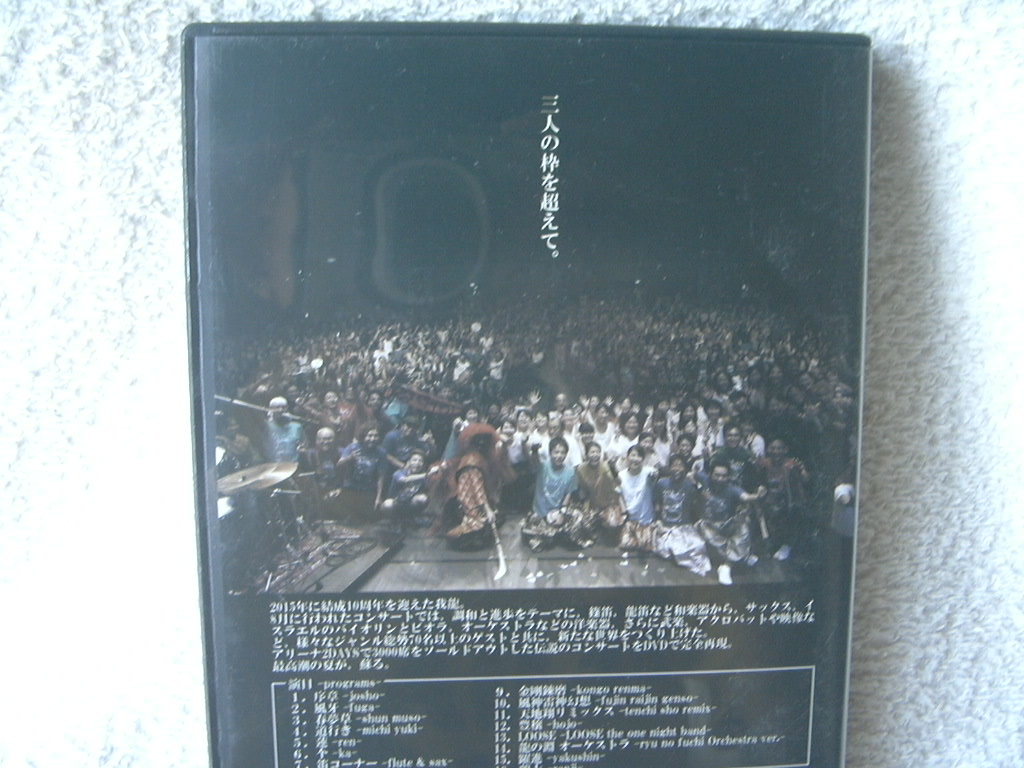 三人の枠を超えて。
2015年に結成10周年を迎えた我龍。
8月に行われたコンサートでは、調和と進歩をテーマに、篠笛、龍笛など和楽器から、サックス、イ
スラエルのバイオリンとビオラ、オーケストラなどの洋楽器、さらに武楽、アクロバットや映像な
ど、様々なジャンル総勢70名以上のゲストと共に、新たな世界をつくり上げた。
アリーナ2DAYSで3000席をソールドアウトした伝説のコンサートをDVDで完全再現。
最高潮の夏が、蘇る。
演目 -programs-
1. 序章 -josho-
2. 風牙 -fuga-
3. 春夢草 -shun muso-
4. 道行き -michi yuki-
5. 蓮 -ren-
6. -ka-
7. 笛コーナー -flute & sax-
9. 金剛錬磨 -kongo renma-
10. 風神雷神幻想 -fujin raijin genso-
11. 天地翔リミックス -tenchi sho remix-
12. 豊穣 -hojo-
13. LOOSE -LOOSE the one night band-
14. 龍の淵 オーケストラ -ryu no fuchi Orchestra ver.-
15. 躍進 -yakushin-